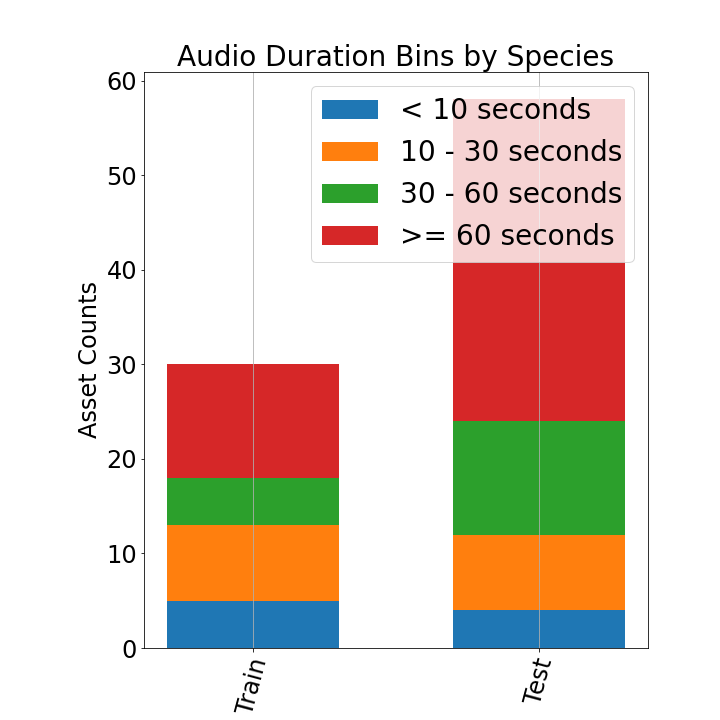 Audio Duration Bins by Species
< 10 seconds
10 - 30 seconds
30 - 60 seconds
>= 60 seconds
Asset Counts
60
50
40
30
20
10
0
Train
Test